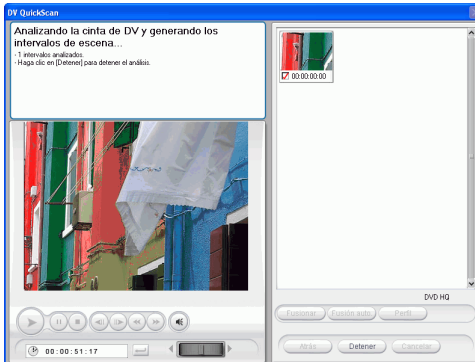 DV QuickScan
Analizando la cinta de DV y generando los
intervalos de escena...
- 1 intervalos analizados.
- Haga clic en [Detener] para detener el análisis.
00:00:00:00
DVD HQ
Fusionar
Fusión auto
Perfil
00:00:51:17
Atrás
Detener
Cancelar